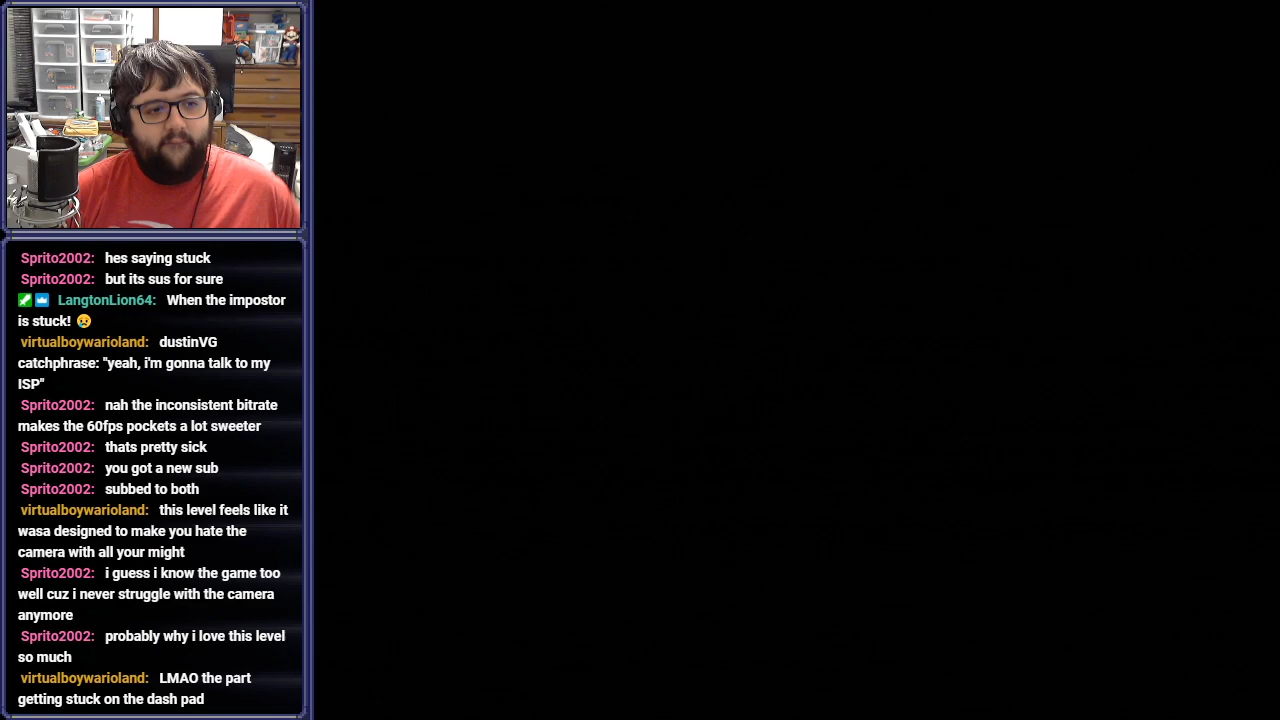 Sprito2002: hes saying stuck
Sprito2002: but its sus for sure
LangtonLion64: When the impostor
is stuck! 😢
virtualboywarioland: dustinVG
catchphrase: "yeah, i'm gonna talk to my
ISP"
Sprito2002: nah the inconsistent bitrate
makes the 60fps pockets a lot sweeter
Sprito2002: thats pretty sick
Sprito2002: you got a new sub
Sprito2002: subbed to both
virtualboywarioland: this level feels like it
wasa designed to make you hate the
camera with all your might
Sprito2002: i guess i know the game too
well cuz i never struggle with the camera
anymore
Sprito2002: probably why i love this level
so much
virtualboywarioland: LMAO the part
getting stuck on the dash pad